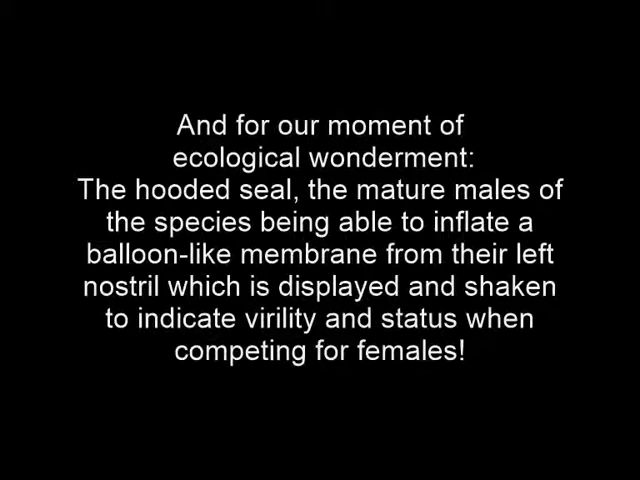 And for our moment of
ecological wonderment:
The hooded seal, the mature males of
the species being able to inflate a
balloon-like membrane from their left
nostril which is displayed and shaken
to indicate virility and status when
competing for females!